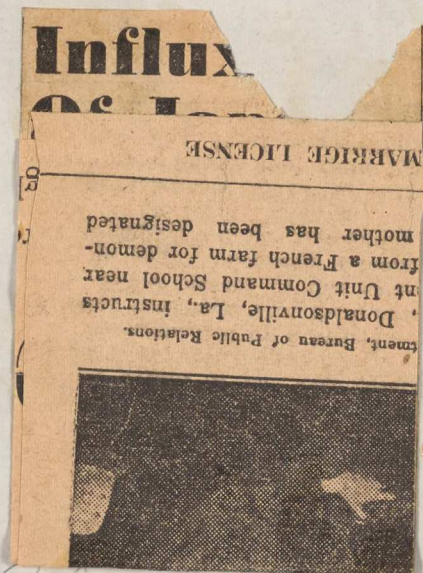 Influx
Of
tment, Bureau of Public Relations.
, Donaldsonville, La., instructs
nt Unit Command School near
from a French farm for demon-
mother has been designated
MARRIGE LICENSE